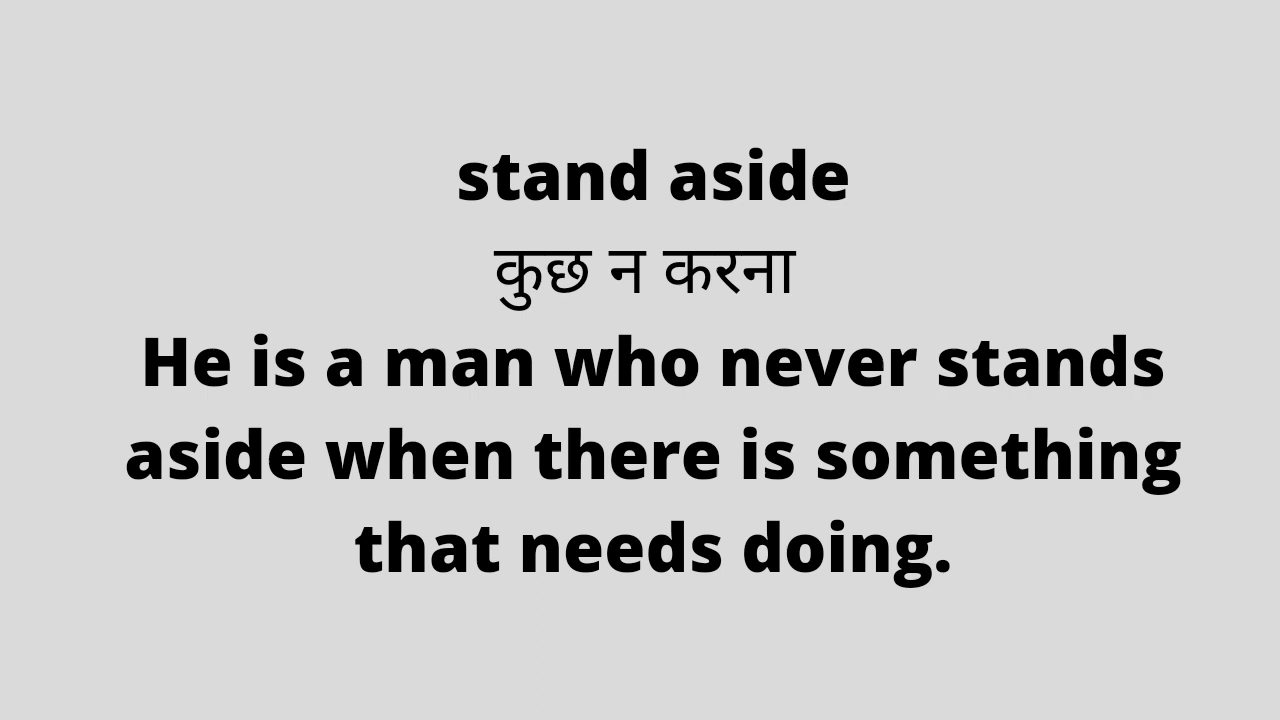 stand aside
कुछ न करना
He is a man who never stands
aside when there is something
that needs doing.